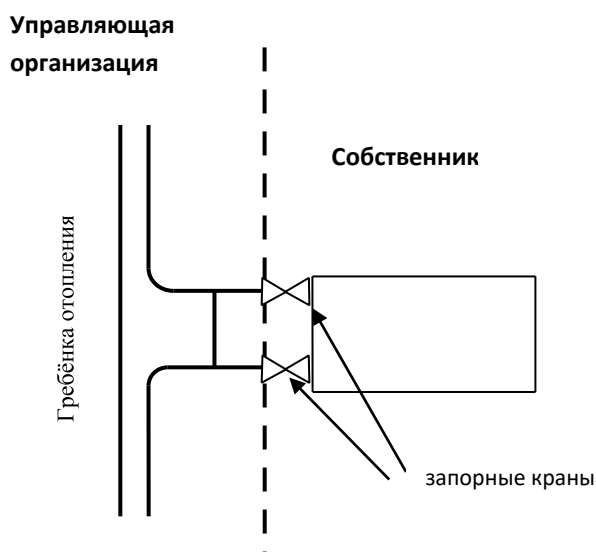 Управляющая
организация
Собственник
Гребёнка отопления
запорные краны